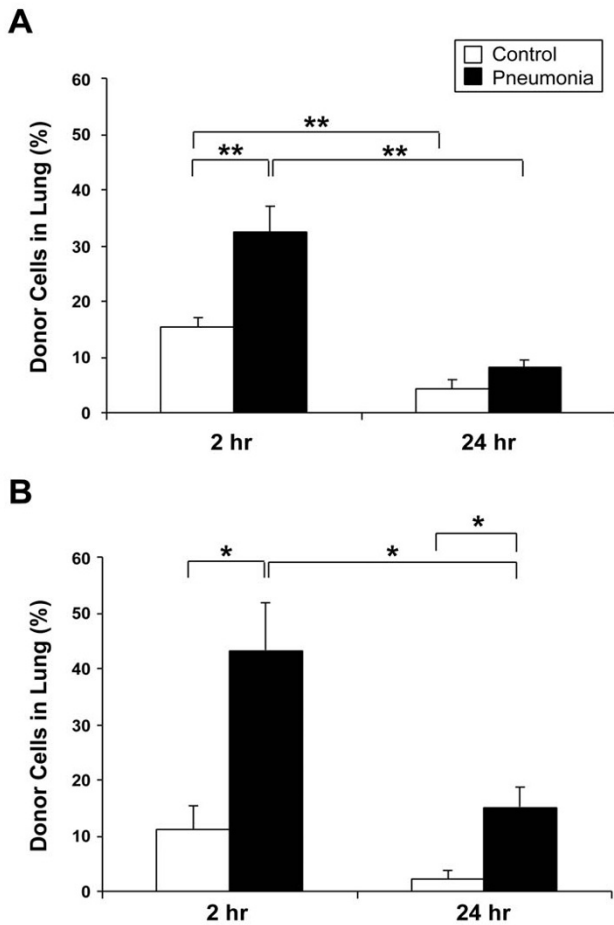 A
Control
Pneumonia
Donor Cells in Lung (%)
60
50
40
30
20
10
0
**
**
**
2 hr
24 hr
B
Donor Cells in Lung (%)
60
50
40
30
20
10
0
*
*
*
2 hr
24 hr